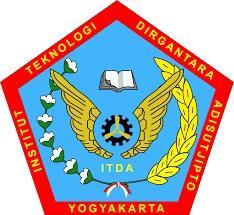 INSTITUT TEKNOLOGI DIRGANTARA ADISUTJIPTO
ITDA
YOGYAKARTA